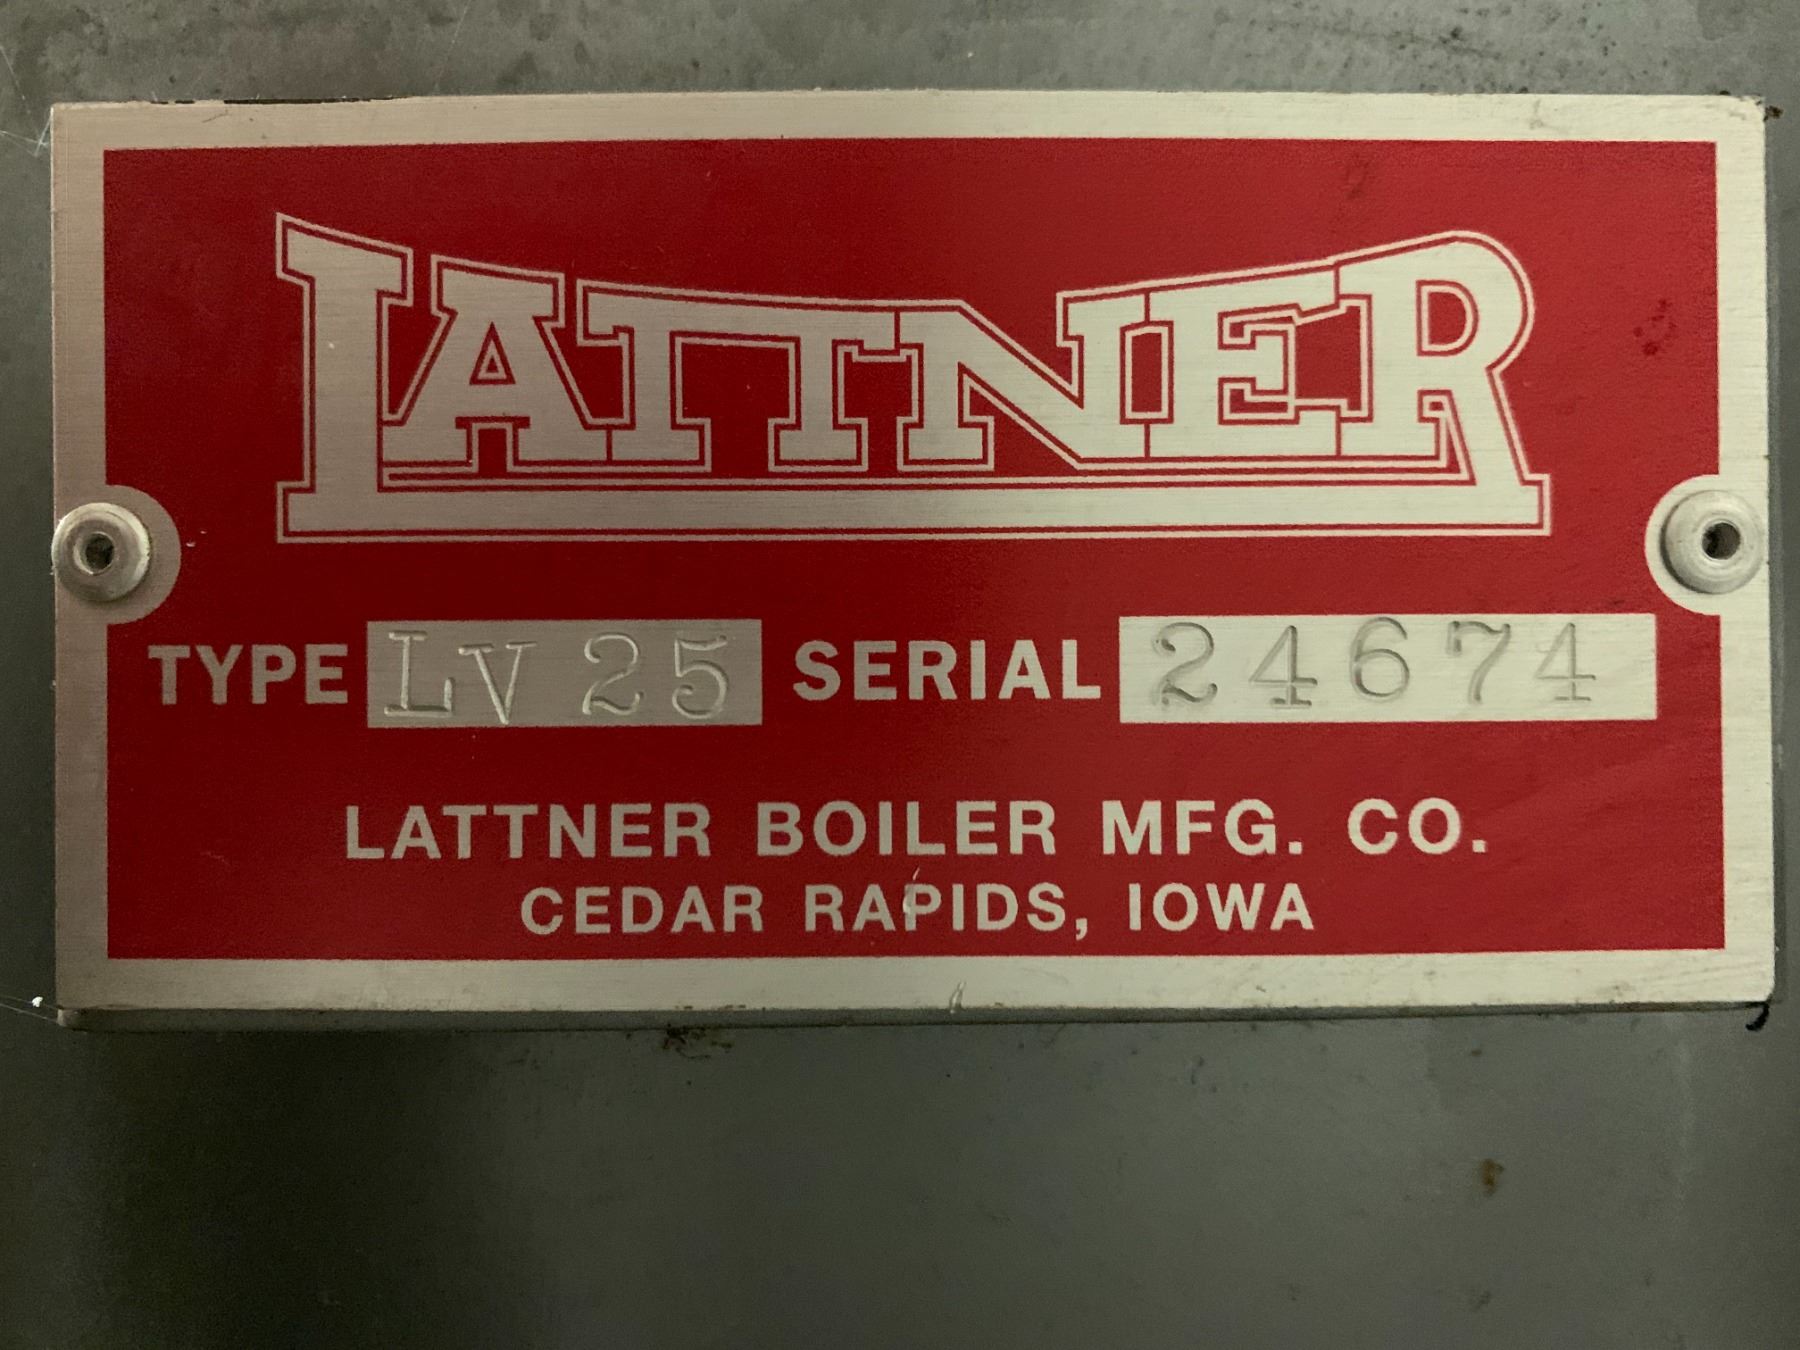 LATTNER
TYPE LV 25 SERIAL 24674
LATTNER BOILER MFG. CO.
CEDAR RAPIDS, IOWA